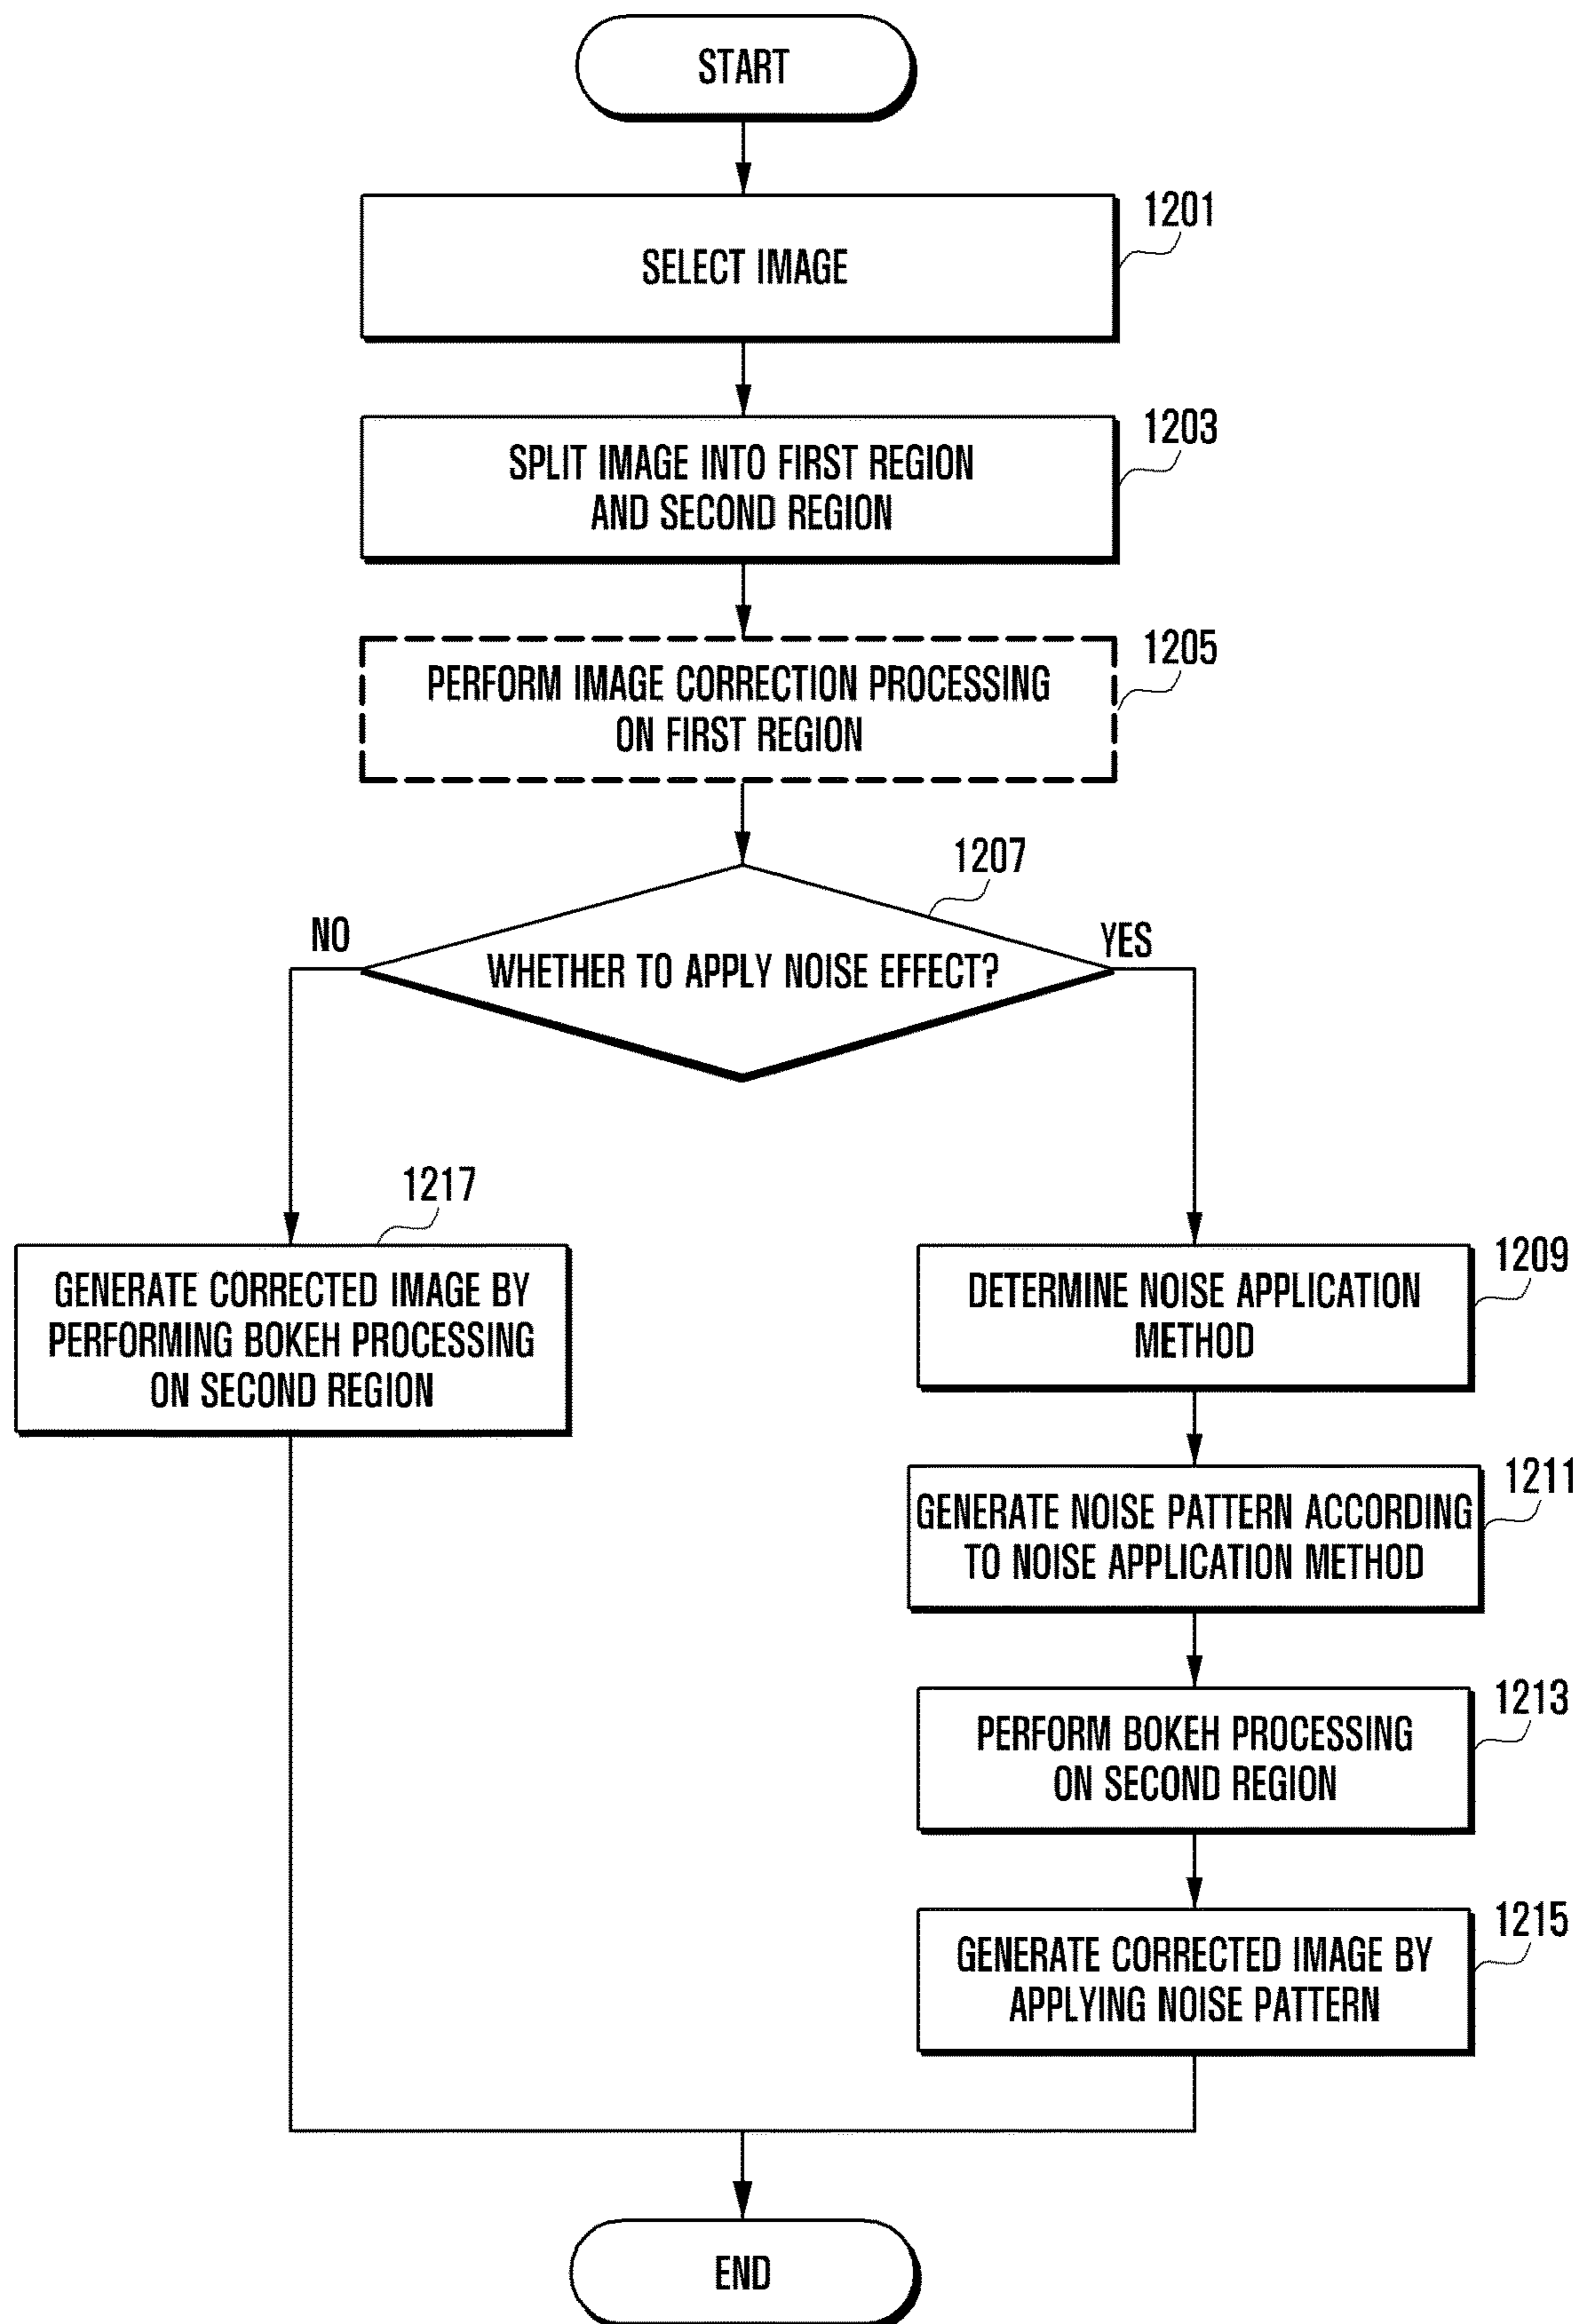 START
1201
SELECT IMAGE
1203
SPLIT IMAGE INTO FIRST REGION
AND SECOND REGION
1205
PERFORM IMAGE CORRECTION PROCESSING
ON FIRST REGION
1207
NO
YES
WHETHER TO APPLY NOISE EFFECT?
1217
GENERATE CORRECTED IMAGE BY
PERFORMING BOKEH PROCESSING
ON SECOND REGION
1209
DETERMINE NOISE APPLICATION
METHOD
1211
GENERATE NOISE PATTERN ACCORDING
TO NOISE APPLICATION METHOD
1213
PERFORM BOKEH PROCESSING
ON SECOND REGION
1215
GENERATE CORRECTED IMAGE BY
APPLYING NOISE PATTERN
END